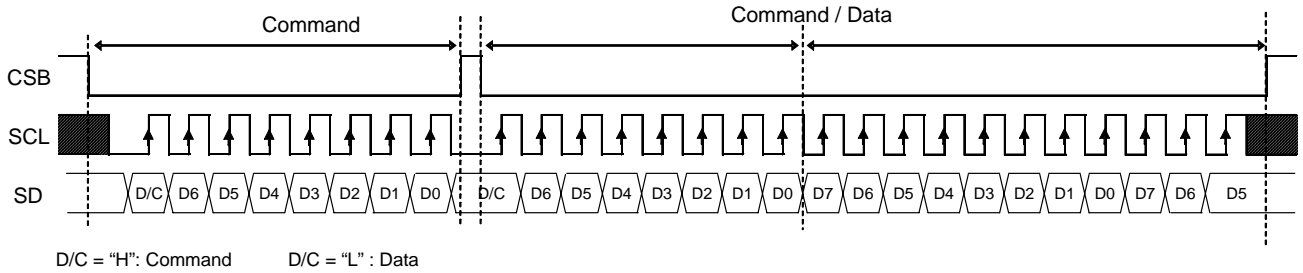 Command
Command / Data
CSB
SCL
SD
D/C D6 D5 D4 D3 D2 D1 D0 D/C D6 D5 D4 D3 D2 D1 D0 D7 D6 D5 D4 D3 D2 D1 D0 D7 D6 D5
D/C = “H”: Command D/C = “L” : Data